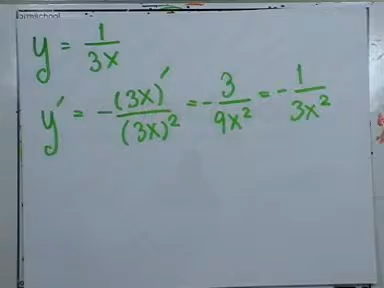 y = 1/3x
y' = -(3x)'/(3x)² = -3/9x² = -1/3x²